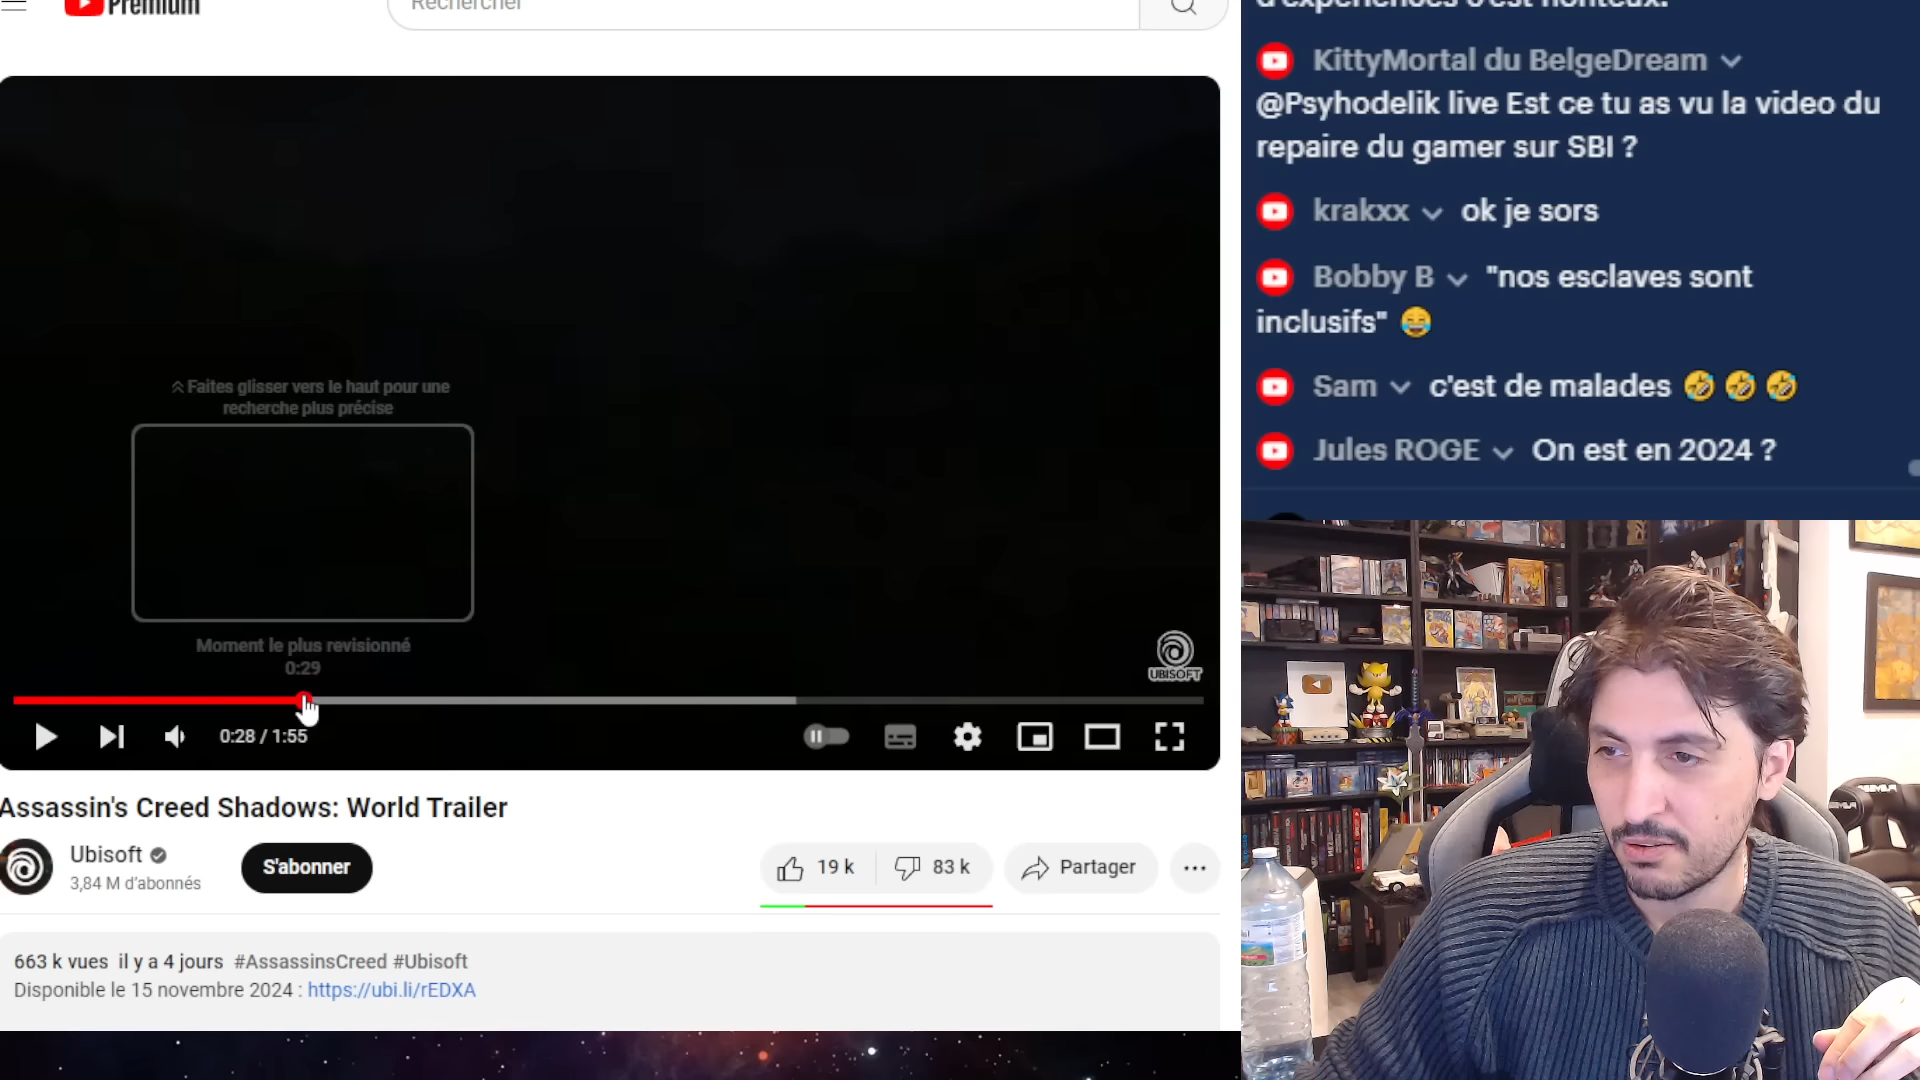 Premium
Rechercher
Faites glisser vers le haut pour une
recherche plus précise
Moment le plus revisionné
0:29
UBISOFT
0:28 / 1:55
Assassin's Creed Shadows: World Trailer
Ubisoft
3,84 M d'abonnés
S'abonner
19 k
83 k
Partager
663 k vues il y a 4 jours #AssassinsCreed #Ubisoft
Disponible le 15 novembre 2024 : https://ubi.li/rEDXA
d'expériences c'est honteux.
KittyMortal du BelgeDream
@Psyhodelik live Est ce tu as vu la video du
repaire du gamer sur SBI ?
krakxx ok je sors
Bobby B "nos esclaves sont
inclusifs" 😂
Sam c'est de malades 🤣 🤣 🤣
Jules ROGE On est en 2024 ?